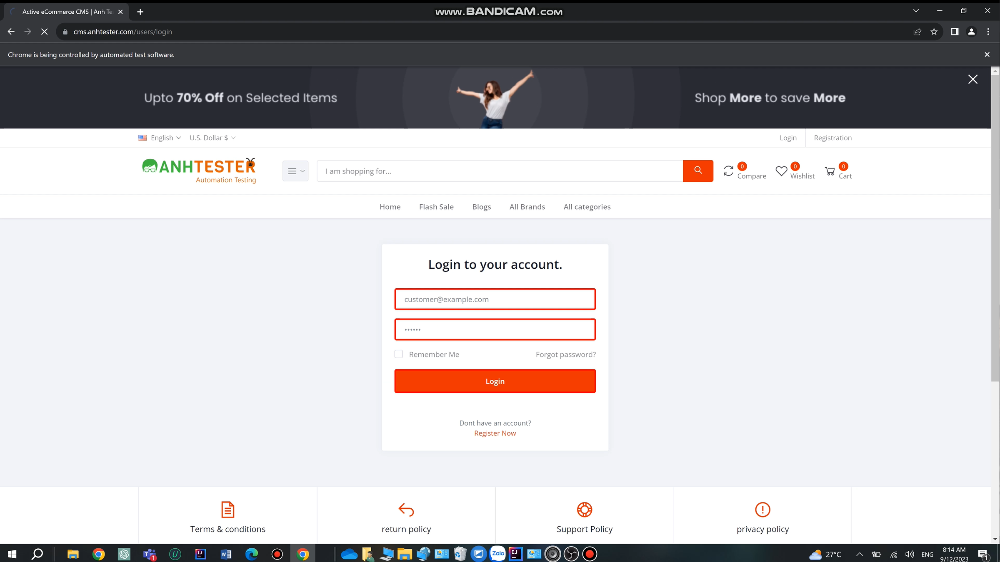 Active eCommerce CMS | Anh Te
www.BANDICAM.com
cms.anhtester.com/users/login
Chrome is being controlled by automated test software.
Upto 70% Off on Selected Items
Shop More to save More
English
U.S. Dollar $
Login
Registration
ANHTESTER
Automation Testing
I am shopping for...
0
Compare
0
Wishlist
0
Cart
Home
Flash Sale
Blogs
All Brands
All categories
Login to your account.
customer@example.com
••••••
Remember Me
Forgot password?
Login
Dont have an account?
Register Now
Terms & conditions
return policy
Support Policy
privacy policy
1
Zalo
27°C
ENG
8:14 AM
9/12/2023
1